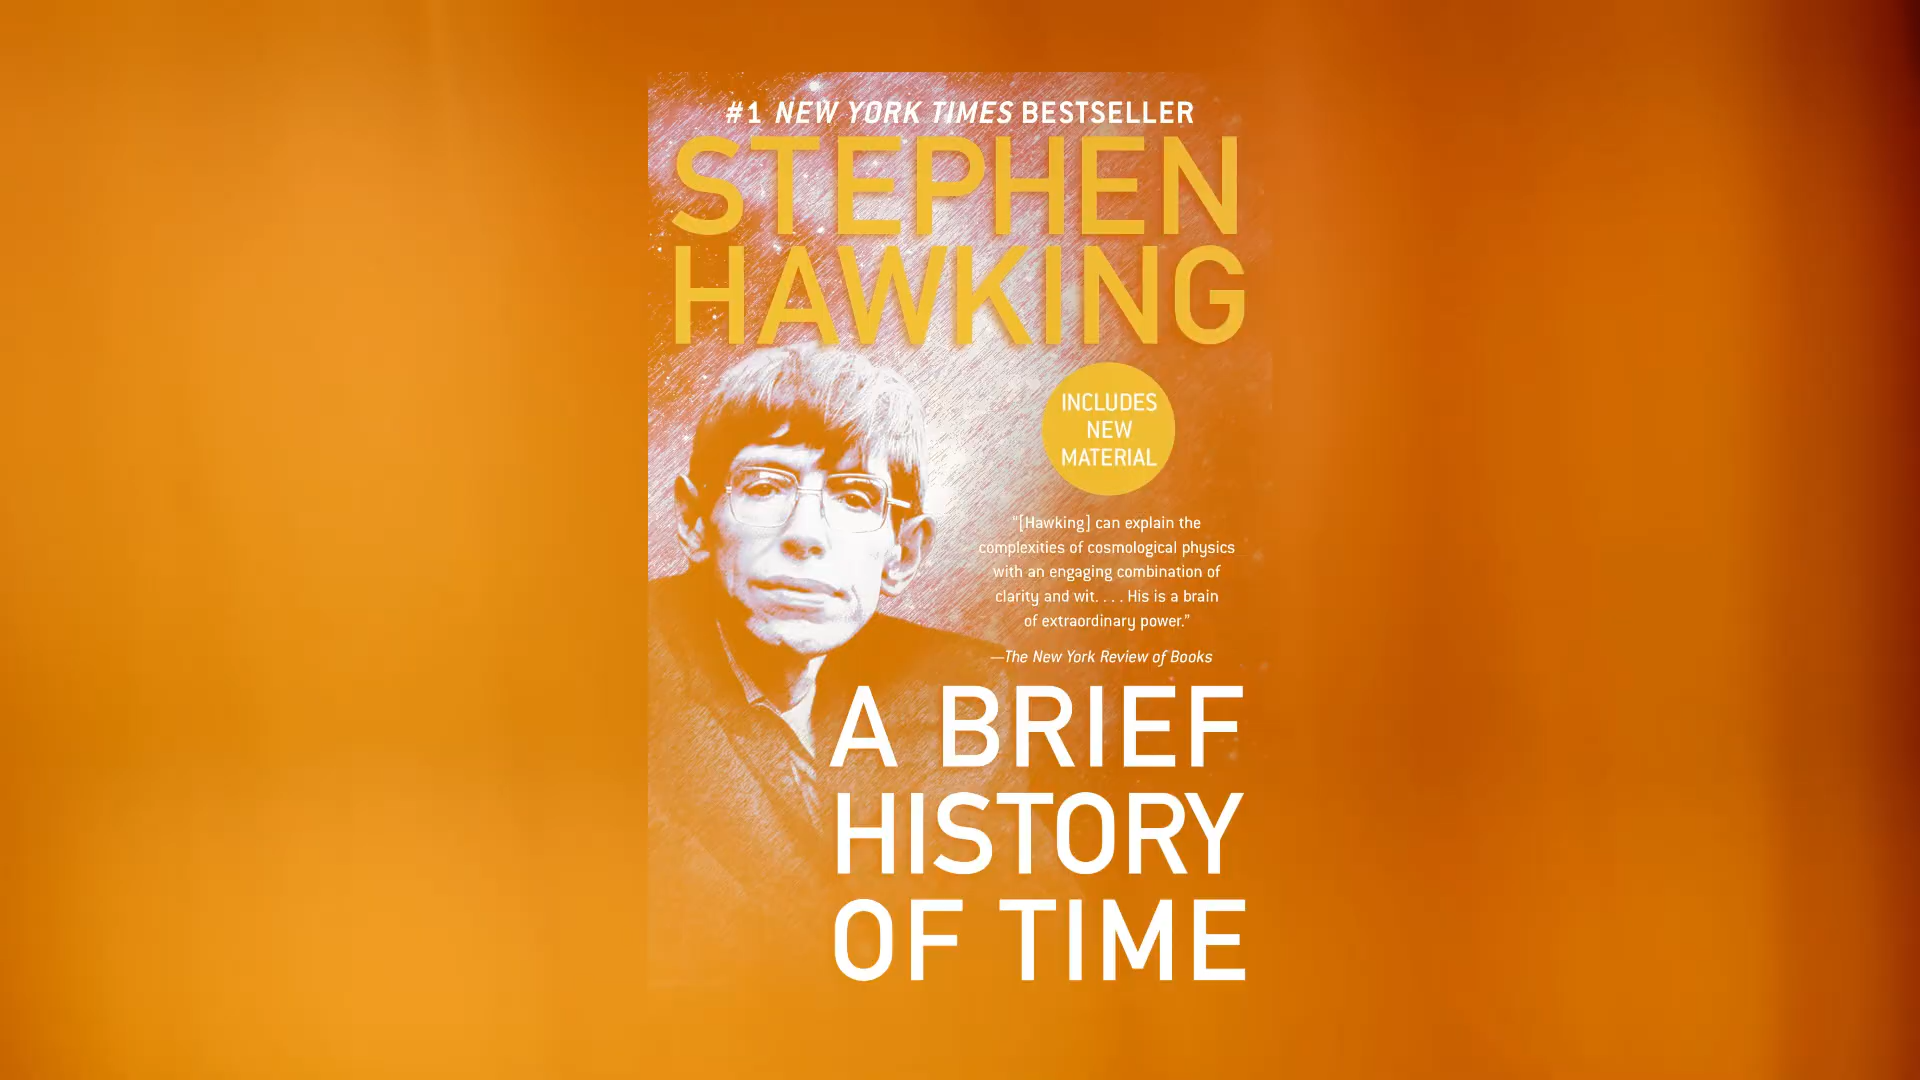 #1 NEW YORK TIMES BESTSELLER
STEPHEN
HAWKING
INCLUDES
NEW
MATERIAL
“[Hawking] can explain the
complexities of cosmological physics
with an engaging combination of
clarity and wit. . . . His is a brain
of extraordinary power.”
—The New York Review of Books
A BRIEF
HISTORY
OF TIME